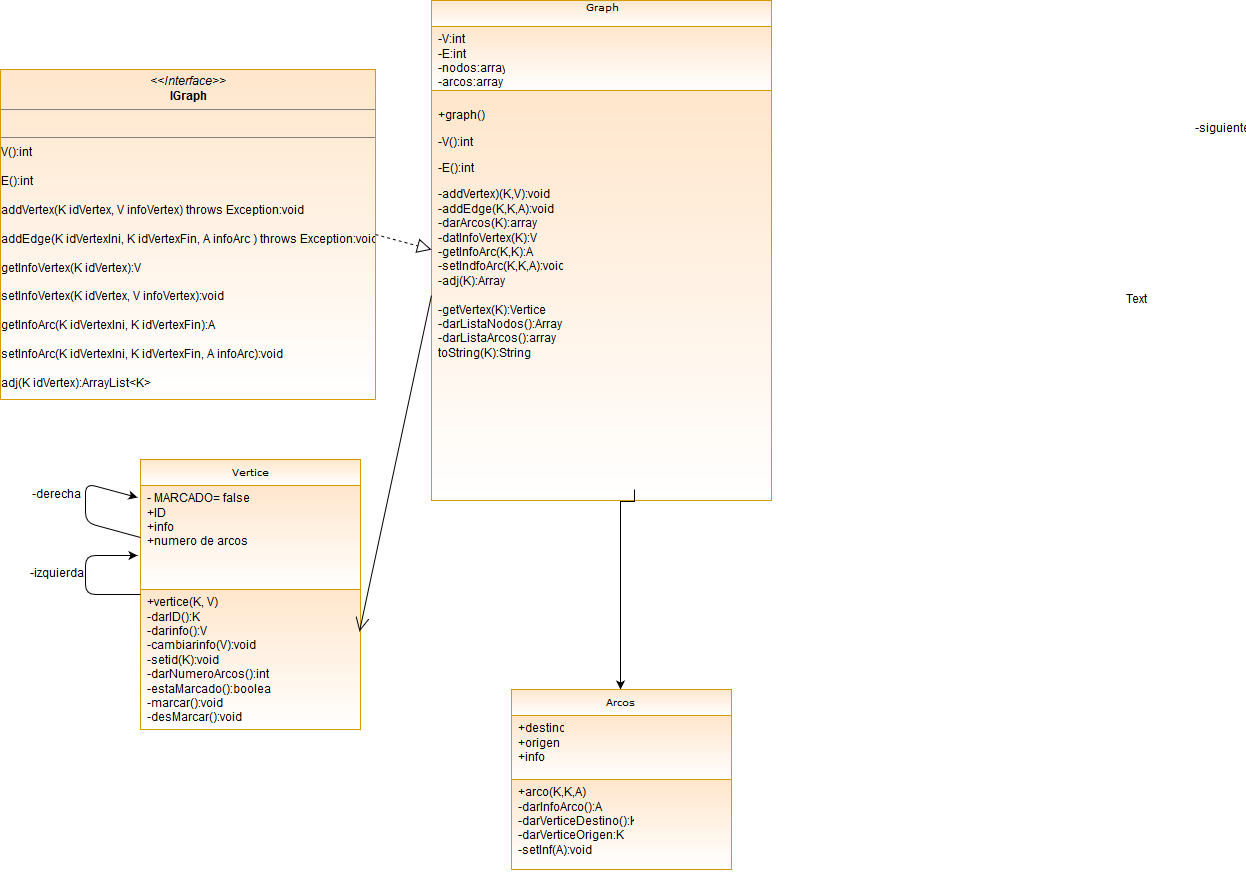 Graph
-V:int
-E:int
-nodos:array
-arcos:array
+graph()
-V():int
-E():int
-addVertex)(K,V):void
-addEdge(K,K,A):void
-darArcos(K):array
-datInfoVertex(K):V
-getInfoArc(K,K):A
-setIndfoArc(K,K,A):void
-adj(K):Array
-getVertex(K):Vertice
-darListaNodos():Array
-darListaArcos():array
toString(K):String
<<Interface>>
IGraph
V():int
E():int
addVertex(K idVertex, V infoVertex) throws Exception:void
addEdge(K idVertexIni, K idVertexFin, A infoArc ) throws Exception:void
getInfoVertex(K idVertex):V
setInfoVertex(K idVertex, V infoVertex):void
getInfoArc(K idVertexIni, K idVertexFin):A
setInfoArc(K idVertexIni, K idVertexFin, A infoArc):void
adj(K idVertex):ArrayList<K>
-siguiente
Text
Vertice
-derecha
- MARCADO= false
+ID
+info
+numero de arcos
-izquierda
+vertice(K, V)
-darID():K
-darinfo():V
-cambiarinfo(V):void
-setid(K):void
-darNumeroArcos():int
-estaMarcado():boolea
-marcar():void
-desMarcar():void
Arcos
+destino
+origen
+info
+arco(K,K,A)
-darInfoArco():A
-darVerticeDestino():K
-darVerticeOrigen:K
-setInf(A):void